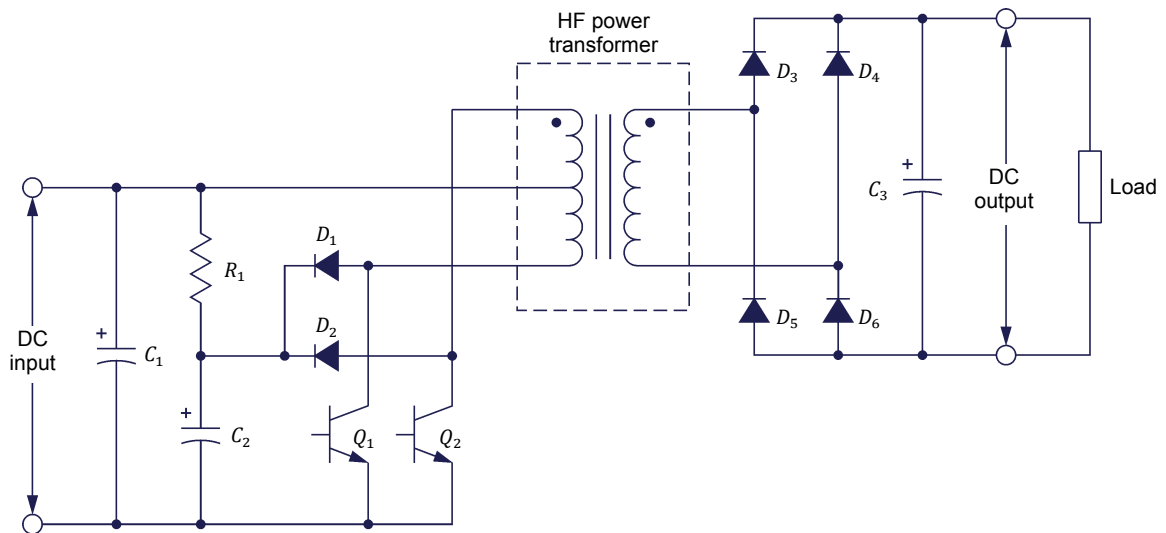 HF power
transformer
D₃
D₄
+
C₃
DC
output
Load
D₁
R₁
D₂
DC
input
+
C₁
+
C₂
Q₁
Q₂
D₅
D₆